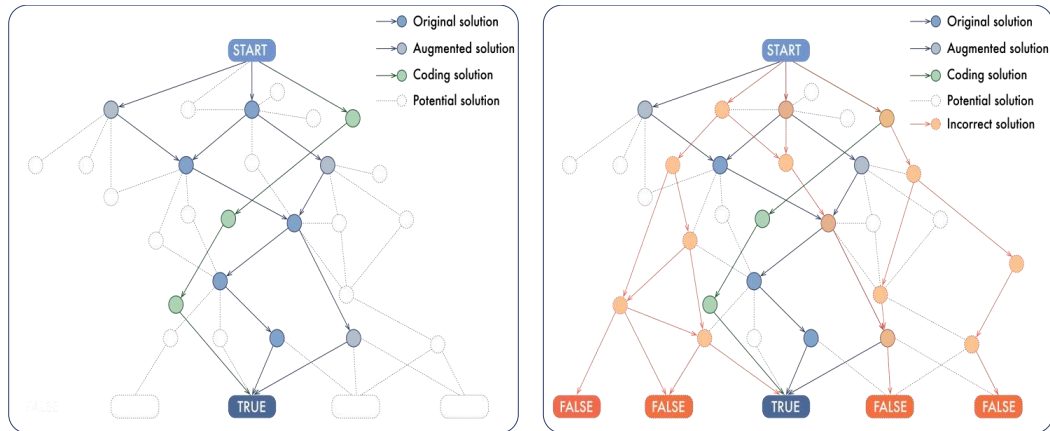 Original solution
Augmented solution
Coding solution
Potential solution
START
FALSE
TRUE
Original solution
Augmented solution
Coding solution
Potential solution
Incorrect solution
START
FALSE
FALSE
TRUE
FALSE
FALSE